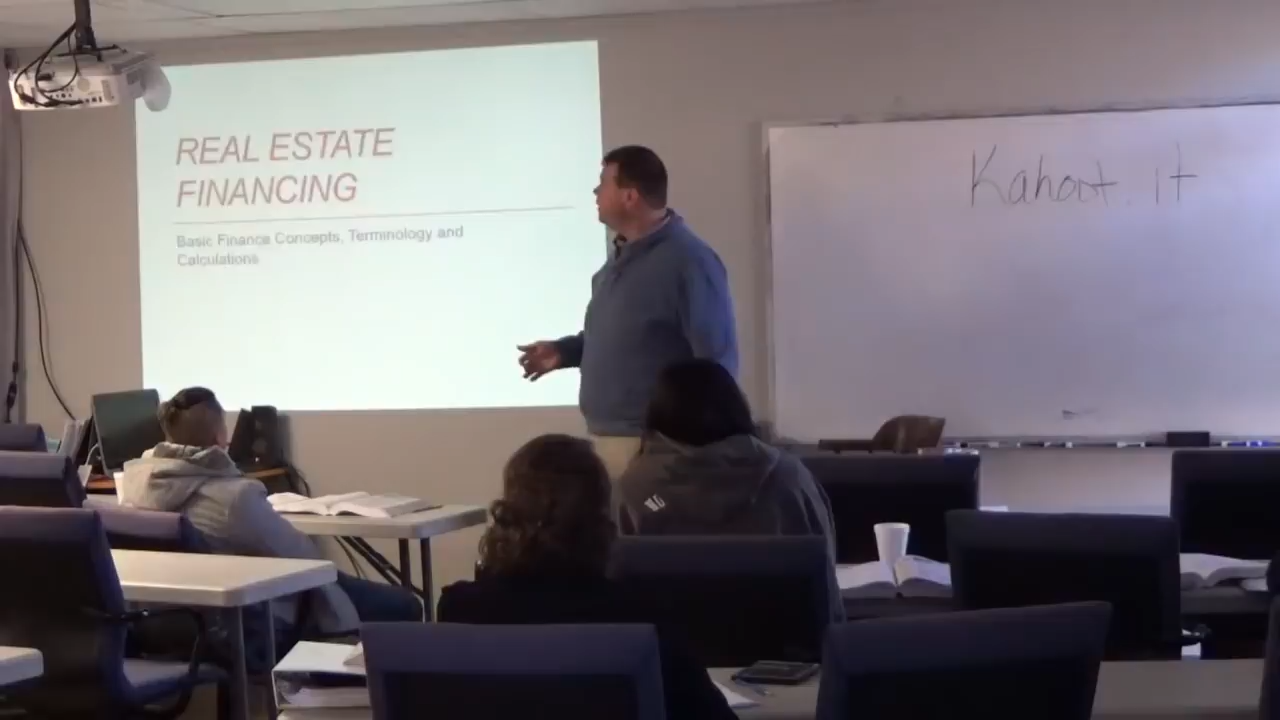 REAL ESTATE
FINANCING
Basic Finance Concepts, Terminology and
Calculations
Kahoot.it